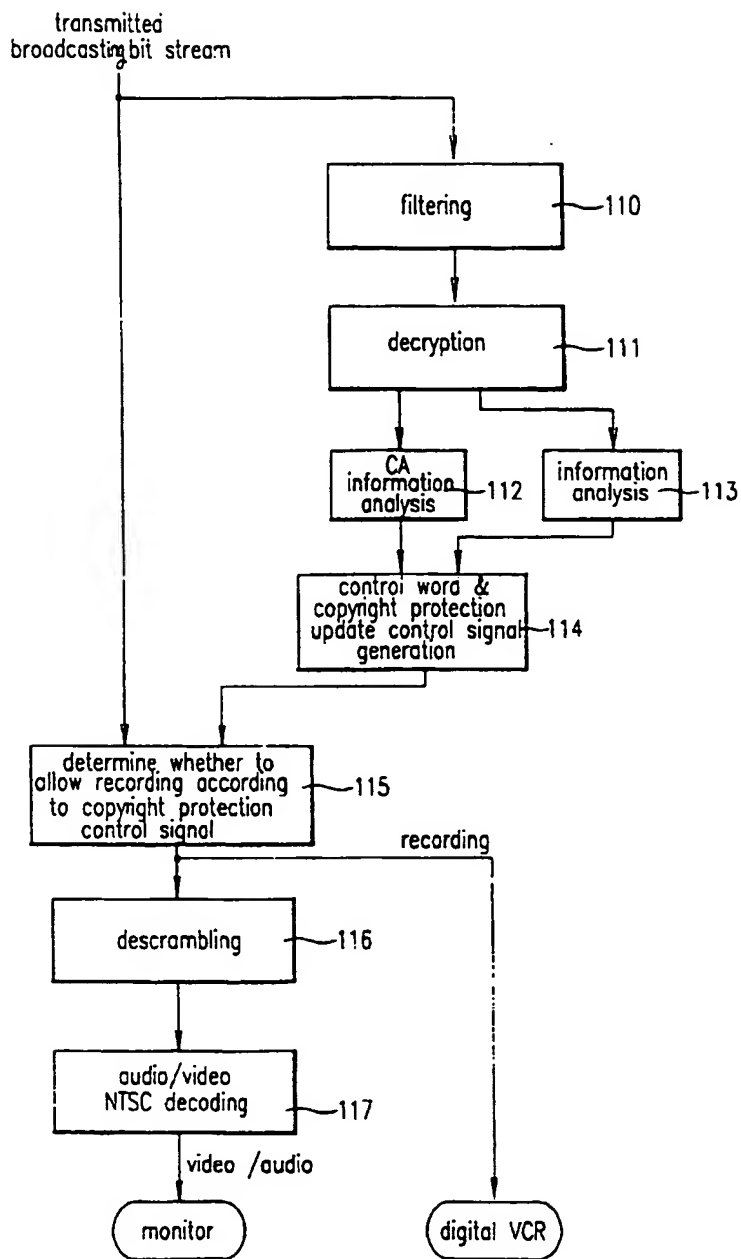 transmitted
broadcasting bit stream
filtering
110
decryption
111
CA
information
analysis
112
information
analysis
113
control word &
copyright protection
update control signal
generation
114
determine whether to
allow recording according
to copyright protection
control signal
115
recording
descrambling
116
audio/video
NTSC decoding
117
video /audio
monitor
digital VCR